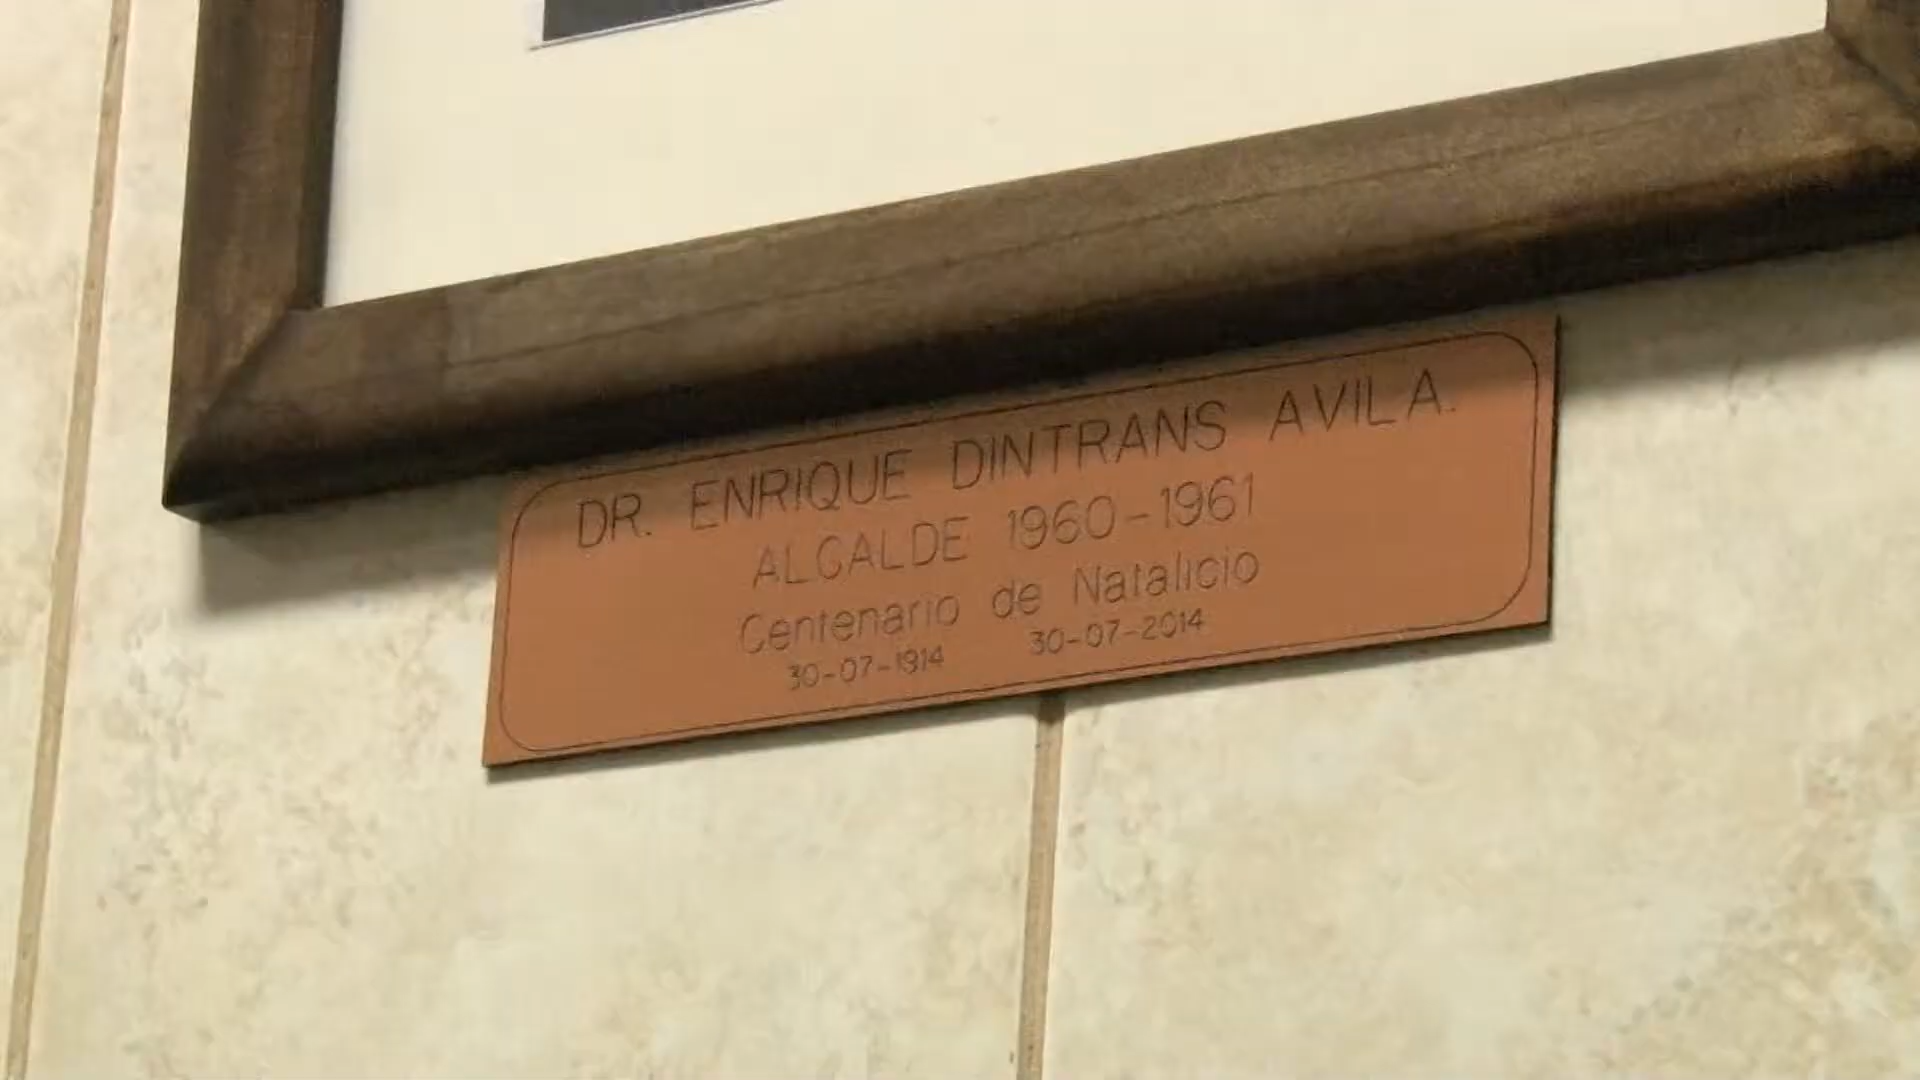 DR. ENRIQUE DINTRANS AVILA.
ALCALDE 1960-1961
Centenario de Natalicio
30-07-1914 30-07-2014